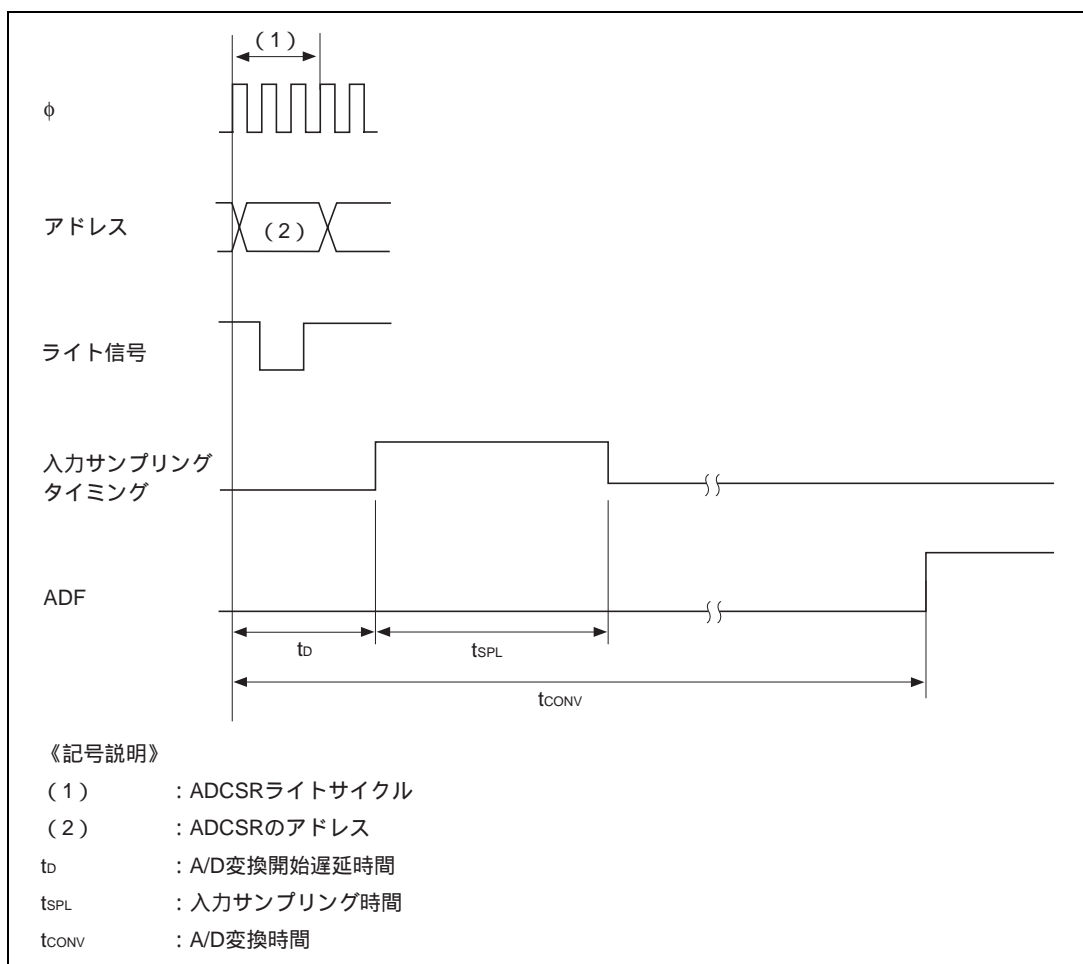 （1）
φ
アドレス
（2）
ライト信号
入力サンプリング
タイミング
ADF
tD
tSPL
tCONV
《記号説明》
（1） ：ADCSRライトサイクル
（2） ：ADCSRのアドレス
tD ：A/D変換開始遅延時間
tSPL ：入力サンプリング時間
tCONV ：A/D変換時間